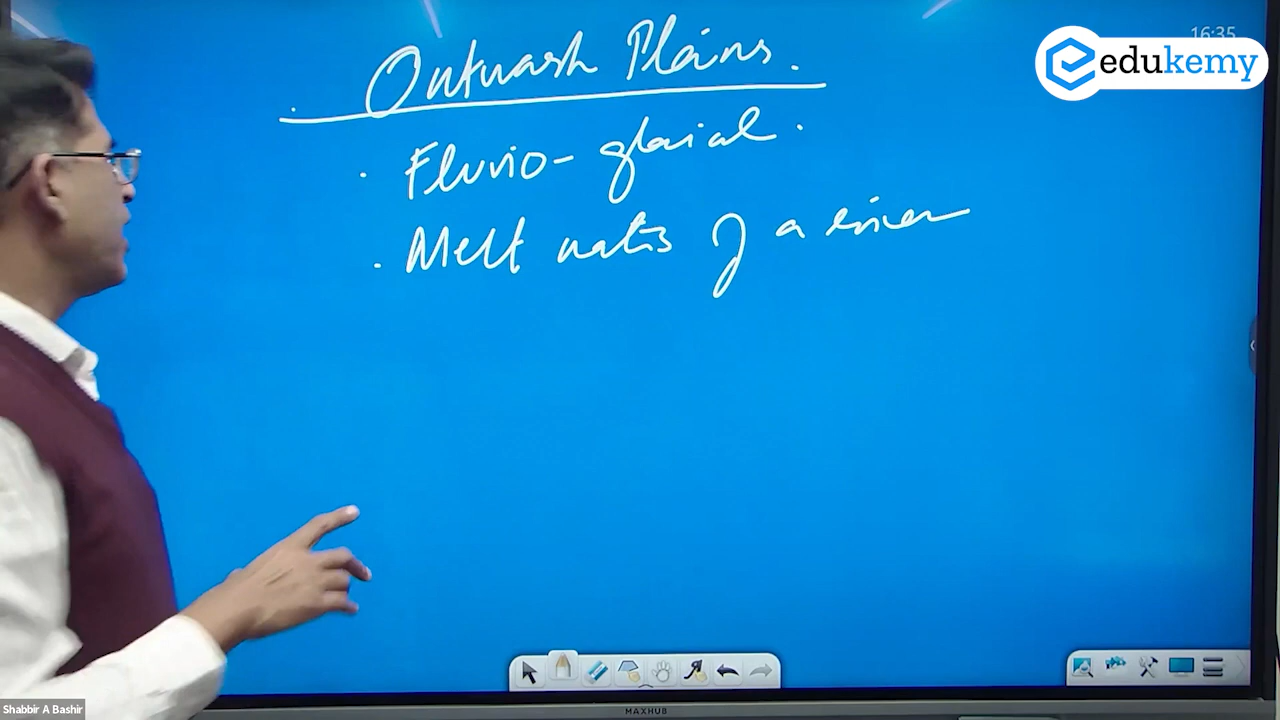 16:35
edukemy
Outwash Plains.
. Fluvio-glacial.
. Melt waters of a river
Shabbir A Bashir
MAXHUB